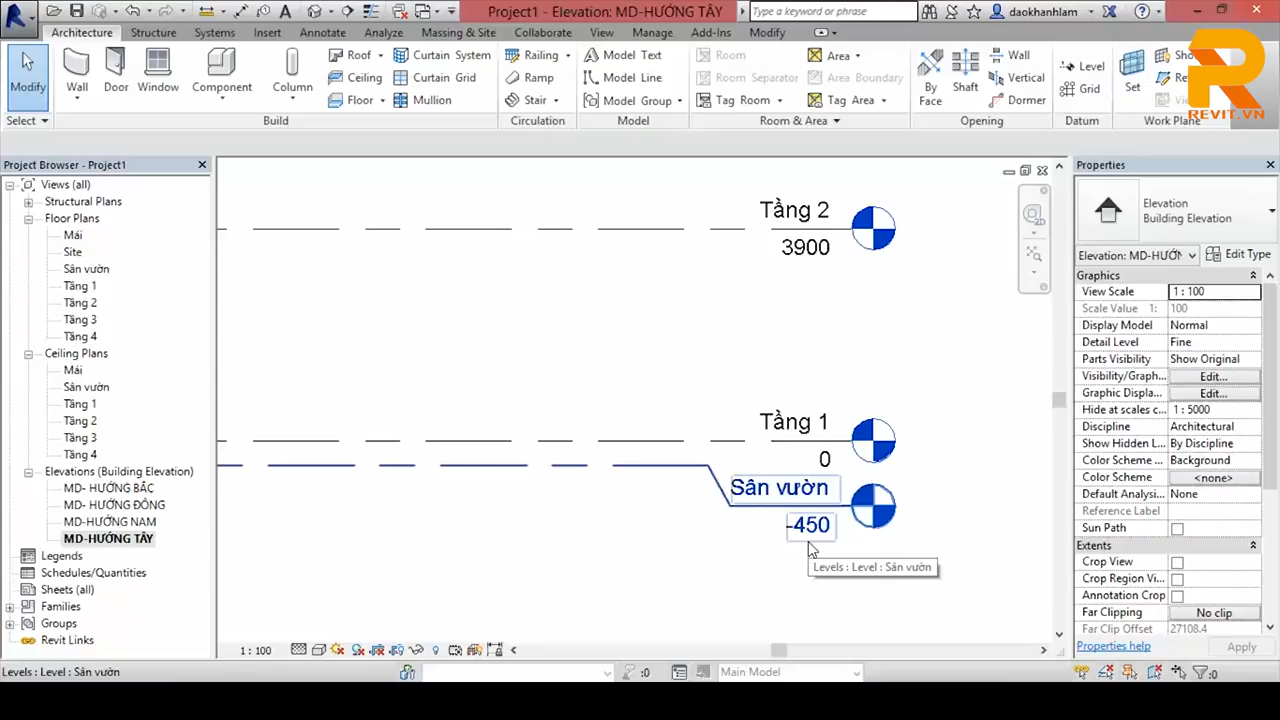 Project1 - Elevation: MD-HƯỚNG TÂY
Type a keyword or phrase
daokhanhlam
Architecture Structure Systems Insert Annotate Analyze Massing & Site Collaborate View Manage Add-Ins Modify
Modify
Select
Wall
Door
Window
Component
Column
Roof
Ceiling
Floor
Curtain System
Curtain Grid
Mullion
Build
Railing
Ramp
Stair
Circulation
Model Text
Model Line
Model Group
Model
Room
Room Separator
Tag Room
Area
Area Boundary
Tag Area
Room & Area
By Face
Shaft
Wall
Vertical
Dormer
Opening
Level
Grid
Datum
Set
Work Plane
REVIT.VN
Project Browser - Project1
Views (all)
Structural Plans
Floor Plans
Mái
Site
Sân vườn
Tầng 1
Tầng 2
Tầng 3
Tầng 4
Ceiling Plans
Mái
Sân vườn
Tầng 1
Tầng 2
Tầng 3
Tầng 4
Elevations (Building Elevation)
MD- HƯỚNG BẮC
MD- HƯỚNG ĐÔNG
MD-HƯỚNG NAM
MD-HƯỚNG TÂY
Legends
Schedules/Quantities
Sheets (all)
Families
Groups
Revit Links
Tầng 2
3900
Tầng 1
0
Sân vườn
-450
Levels : Level : Sân vườn
1 : 100
Properties
Elevation
Building Elevation
Elevation: MD-HƯỚN
Edit Type
Graphics
View Scale 1 : 100
Scale Value 1: 100
Display Model Normal
Detail Level Fine
Parts Visibility Show Original
Visibility/Graph... Edit...
Graphic Displa... Edit...
Hide at scales c... 1 : 5000
Discipline Architectural
Show Hidden L... By Discipline
Color Scheme ... Background
Color Scheme <none>
Default Analysi... None
Reference Label
Sun Path
Extents
Crop View
Crop Region Vi...
Annotation Crop
Far Clipping No clip
Far Clip Offset 27108.4
Properties help
Apply
Levels : Level : Sân vườn
:0
Main Model
:0